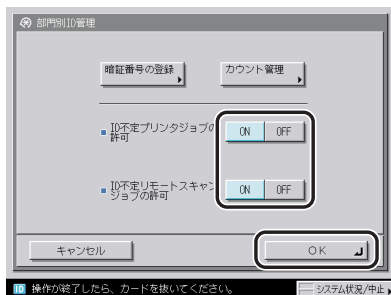 部門別ID管理
暗証番号の登録 カウント管理
ID不定プリンタジョブの
許可
ON OFF
ID不定リモートスキャン
ジョブの許可
ON OFF
キャンセル OK
ID 操作が終了したら、カードを抜いてください。 システム状況/中止